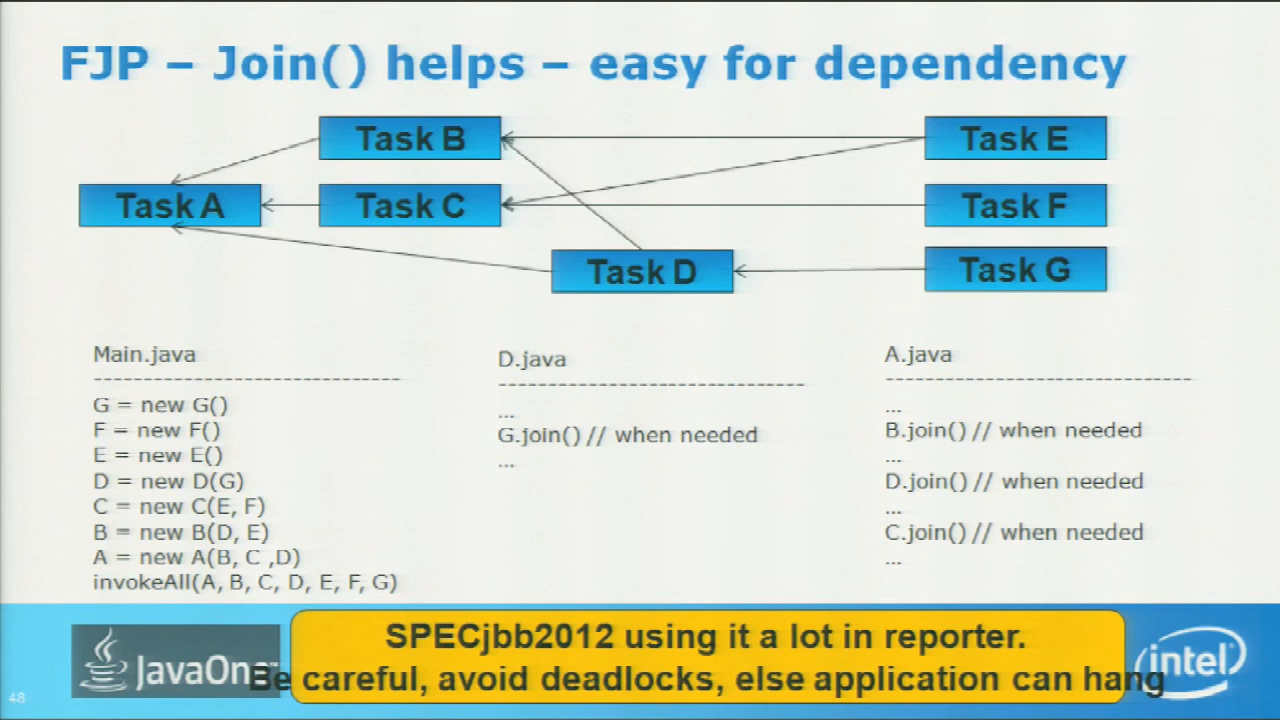 FJP – Join() helps – easy for dependency
Task B
Task E
Task A
Task C
Task F
Task D
Task G
Main.java
-------------------------------
G = new G()
F = new F()
E = new E()
D = new D(G)
C = new C(E, F)
B = new B(D, E)
A = new A(B, C ,D)
invokeAll(A, B, C, D, E, F, G)
D.java
-------------------------------
...
G.join() // when needed
...
A.java
-------------------------------
...
B.join() // when needed
...
D.join() // when needed
...
C.join() // when needed
...
SPECjbb2012 using it a lot in reporter.
Be careful, avoid deadlocks, else application can hang
48
JavaOne
intel